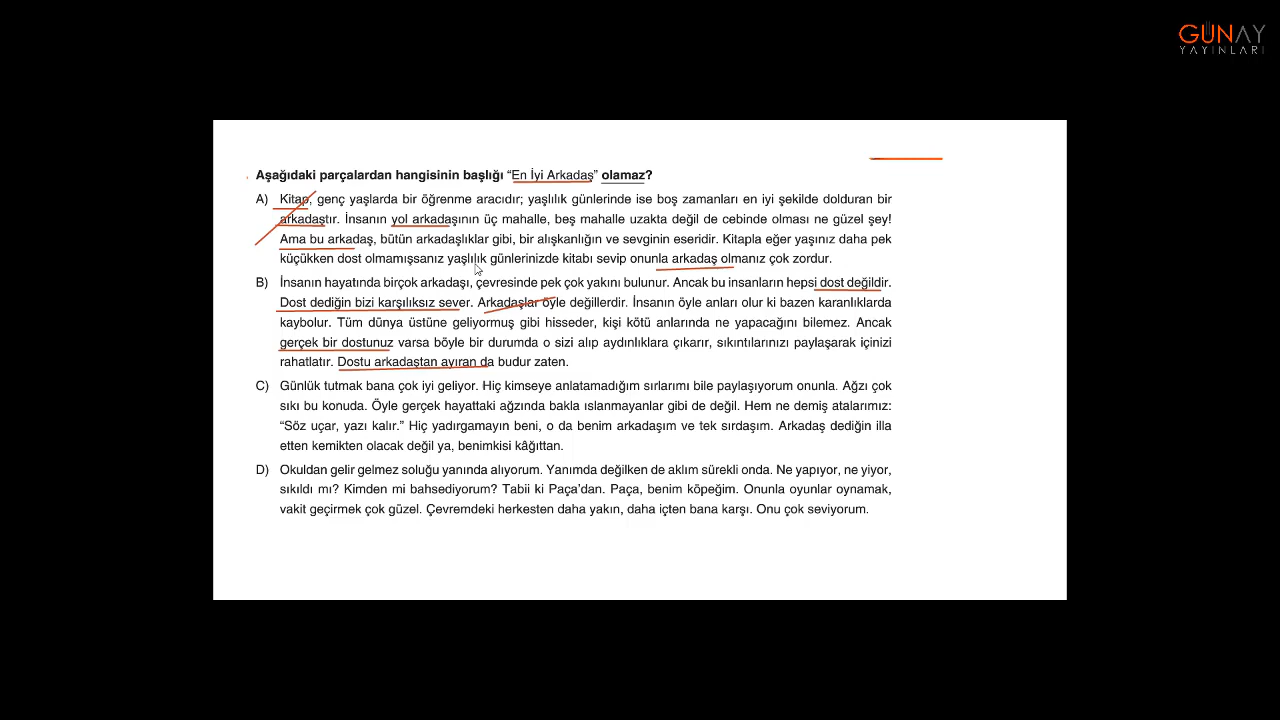 GÜNAY
YAYINLARI
Aşağıdaki parçalardan hangisinin başlığı “En İyi Arkadaş” olamaz?
A) Kitap, genç yaşlarda bir öğrenme aracıdır; yaşlılık günlerinde ise boş zamanları en iyi şekilde dolduran bir
arkadaştır. İnsanın yol arkadaşının üç mahalle, beş mahalle uzakta değil de cebinde olması ne güzel şey!
Ama bu arkadaş, bütün arkadaşlıklar gibi, bir alışkanlığın ve sevginin eseridir. Kitapla eğer yaşınız daha pek
küçükken dost olmamışsanız yaşlılık günlerinizde kitabı sevip onunla arkadaş olmanız çok zordur.
B) İnsanın hayatında birçok arkadaşı, çevresinde pek çok yakını bulunur. Ancak bu insanların hepsi dost değildir.
Dost dediğin bizi karşılıksız sever. Arkadaşlar öyle değillerdir. İnsanın öyle anları olur ki bazen karanlıklarda
kaybolur. Tüm dünya üstüne geliyormuş gibi hisseder, kişi kötü anlarında ne yapacağını bilemez. Ancak
gerçek bir dostunuz varsa böyle bir durumda o sizi alıp aydınlıklara çıkarır, sıkıntılarınızı paylaşarak içinizi
rahatlatır. Dostu arkadaştan ayıran da budur zaten.
C) Günlük tutmak bana çok iyi geliyor. Hiç kimseye anlatamadığım sırlarımı bile paylaşıyorum onunla. Ağzı çok
sıkı bu konuda. Öyle gerçek hayattaki ağzında bakla ıslanmayanlar gibi de değil. Hem ne demiş atalarımız:
“Söz uçar, yazı kalır.” Hiç yadırgamayın beni, o da benim arkadaşım ve tek sırdaşım. Arkadaş dediğin illa
etten kemikten olacak değil ya, benimkisi kâğıttan.
D) Okuldan gelir gelmez soluğu yanında alıyorum. Yanımda değilken de aklım sürekli onda. Ne yapıyor, ne yiyor,
sıkıldı mı? Kimden mi bahsediyorum? Tabii ki Paça’dan. Paça, benim köpeğim. Onunla oyunlar oynamak,
vakit geçirmek çok güzel. Çevremdeki herkesten daha yakın, daha içten bana karşı. Onu çok seviyorum.